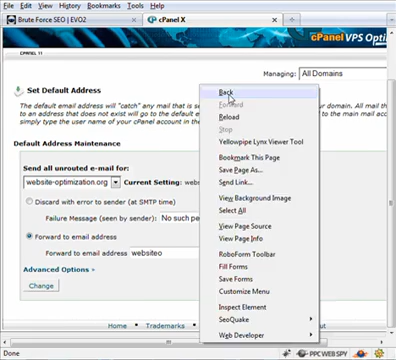 File Edit View History Bookmarks Tools Help
Brute Force SEO | EVO2 cPanel X
cPanel VPS Opti
CPANEL 11
Managing: All Domains
Set Default Address
The default email address will "catch" any mail that is se
domain. All mail th
to an address that does not exist will go to the default e
to the main mail acco
simply type the name of your cPanel account in the
Default Address Maintenance
Send all unrouted e-mail for:
website-optimization.org Current Setting: webs
Discard with error to sender (at SMTP time)
Failure Message (seen by sender): No such pe
Forward to email address
Forward to email address websiteo
Advanced Options
Change
Back
Forward
Reload
Stop
Yellowpipe Lynx Viewer Tool
Bookmark This Page
Save Page As...
Send Link...
View Background Image
Select All
View Page Source
View Page Info
RoboForm Toolbar
Fill Forms
Save Forms
Customize Menu
Inspect Element
SeoQuake
Web Developer
Home Trademarks
Done PPC WEB SPY